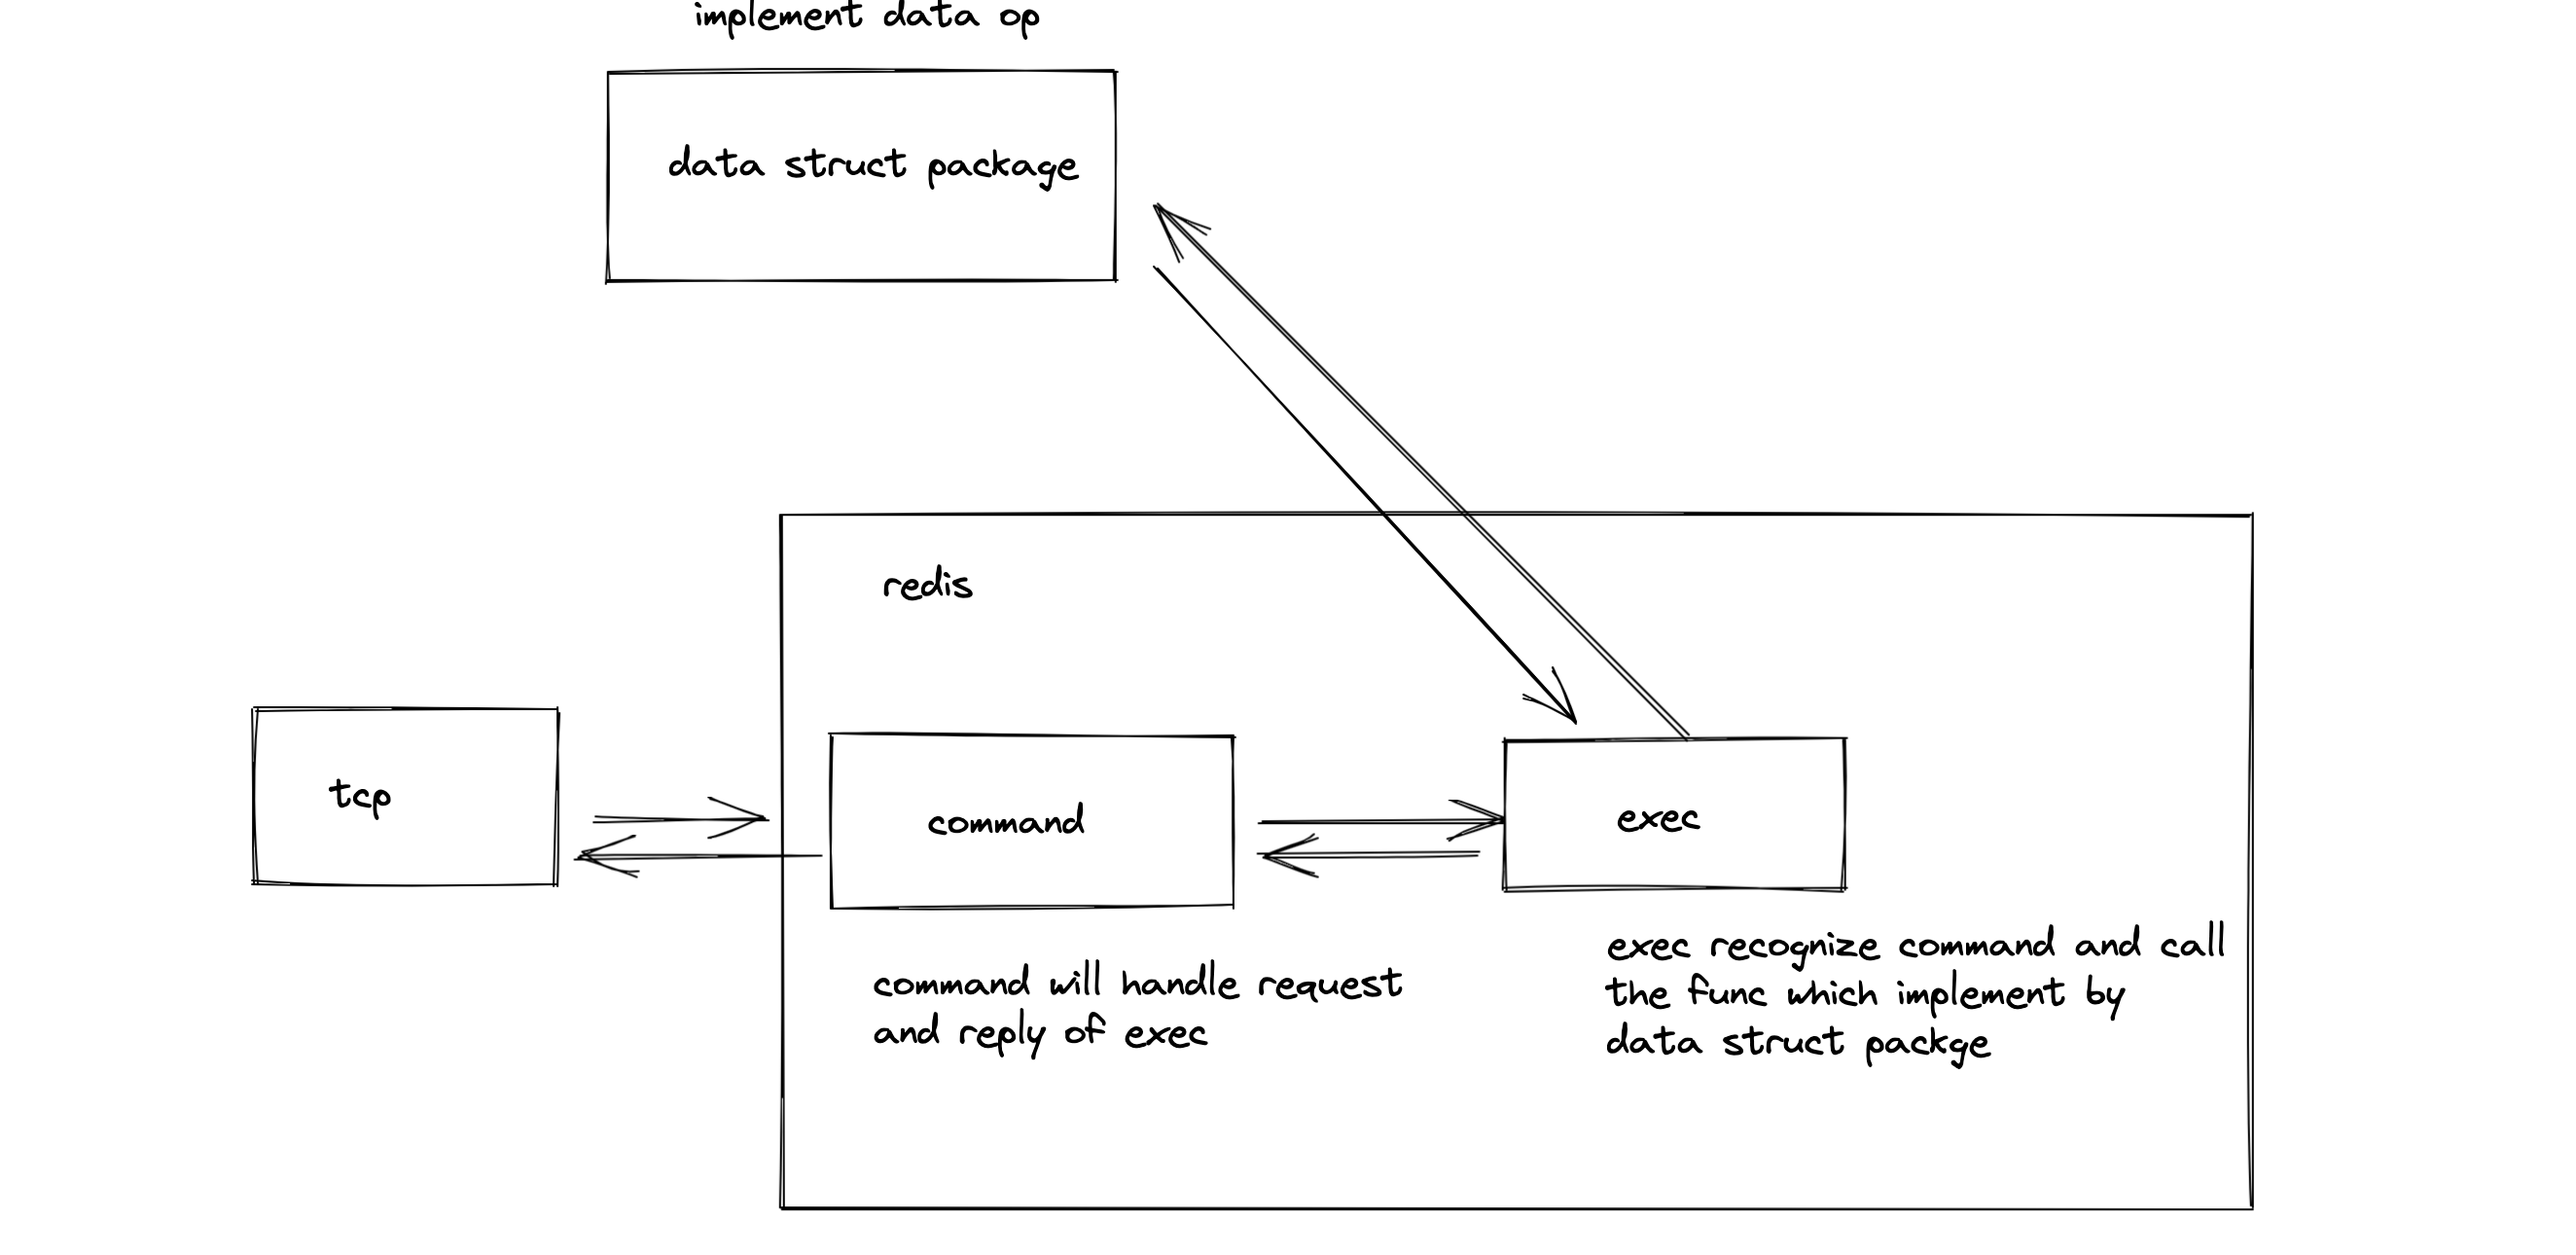 implement data op
data struct package
redis
tcp
command
exec
command will handle request
and reply of exec
exec recognize command and call
the func which implement by
data struct packge